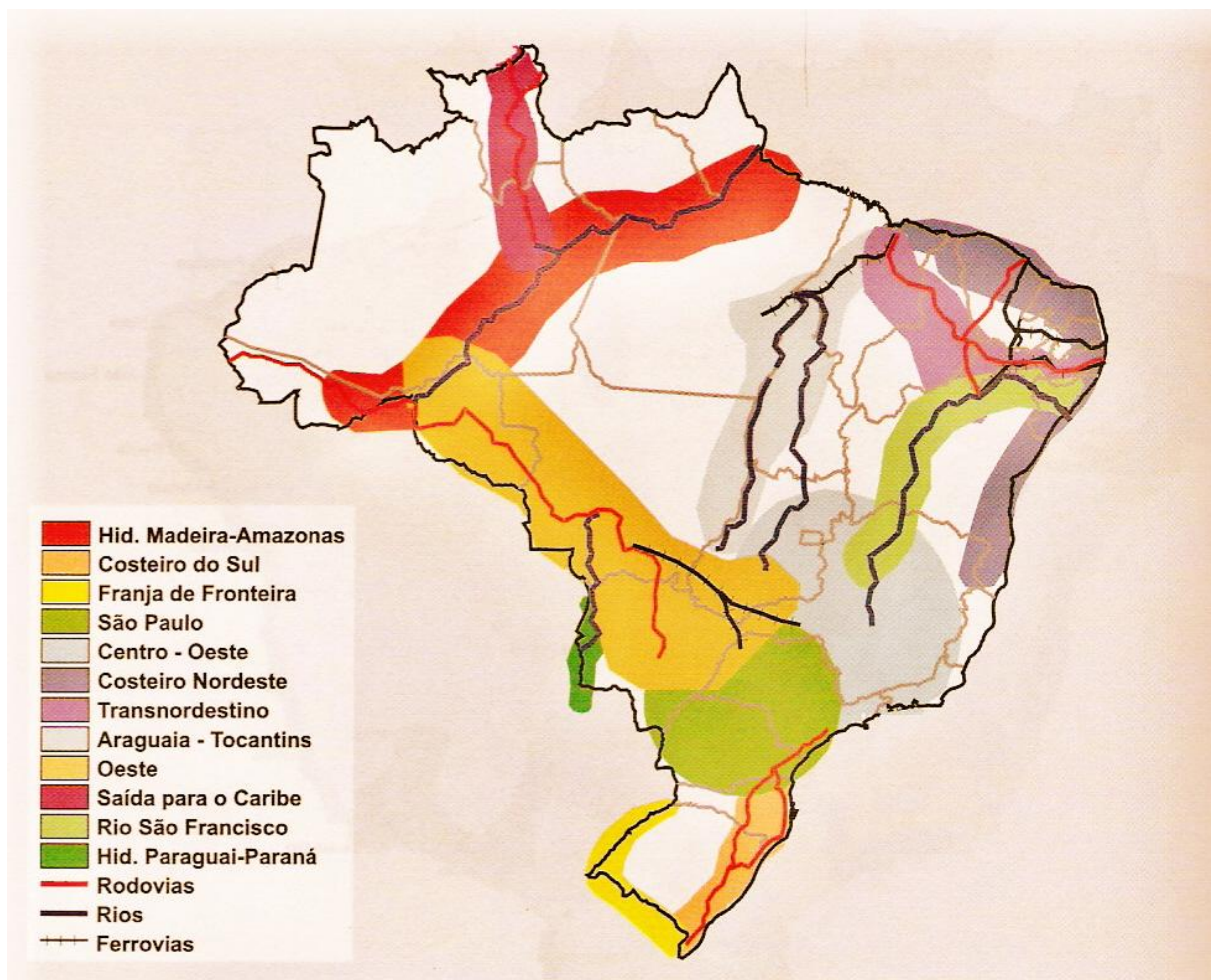 Hid. Madeira-Amazonas
Costeiro do Sul
Franja de Fronteira
São Paulo
Centro - Oeste
Costeiro Nordeste
Transnordestino
Araguaia - Tocantins
Oeste
Saída para o Caribe
Rio São Francisco
Hid. Paraguai-Paraná
Rodovias
Rios
Ferrovias